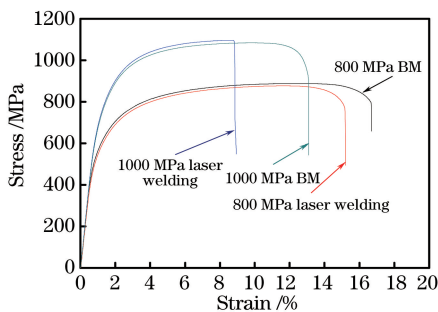 1200
1000
800
600
400
200
0
Stress /MPa
800 MPa BM
1000 MPa laser
welding
1000 MPa BM
800 MPa laser welding
0 2 4 6 8 10 12 14 16 18 20
Strain /%